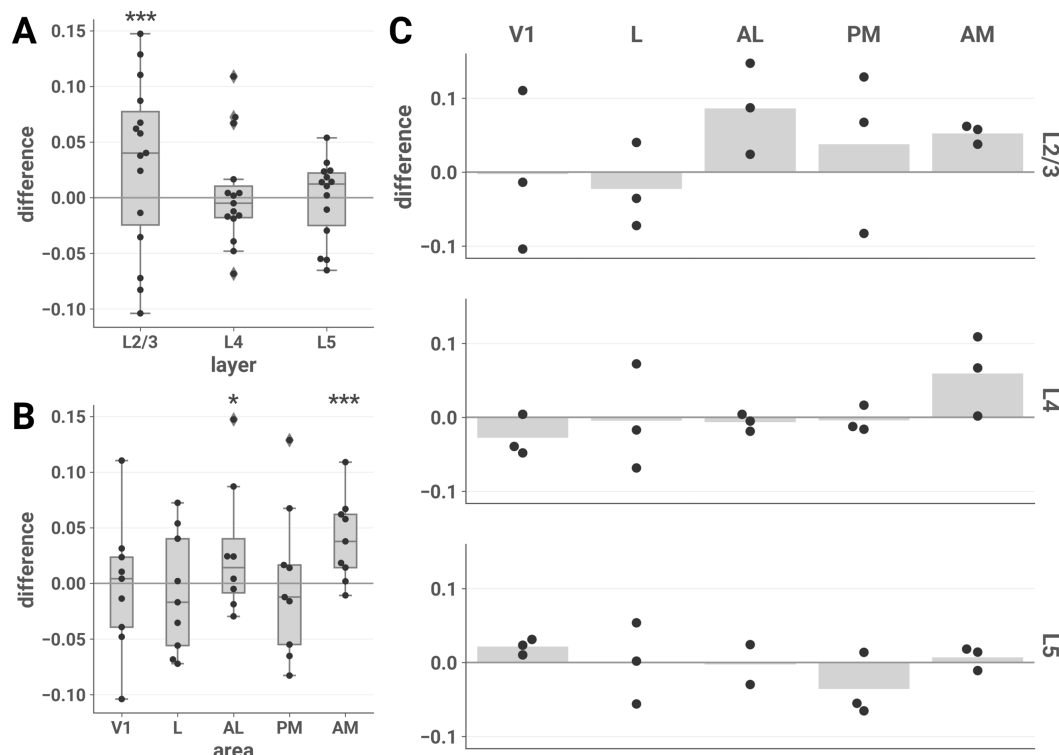 A
***
0.15
0.10
0.05
0.00
−0.05
−0.10
difference
L2/3 L4 L5
layer
B
* ***
0.15
0.10
0.05
0.00
−0.05
−0.10
difference
V1 L AL PM AM
area
C
V1 L AL PM AM
0.1
0.0
−0.1
difference
L2/3
0.1
0.0
−0.1
L4
0.1
0.0
−0.1
L5